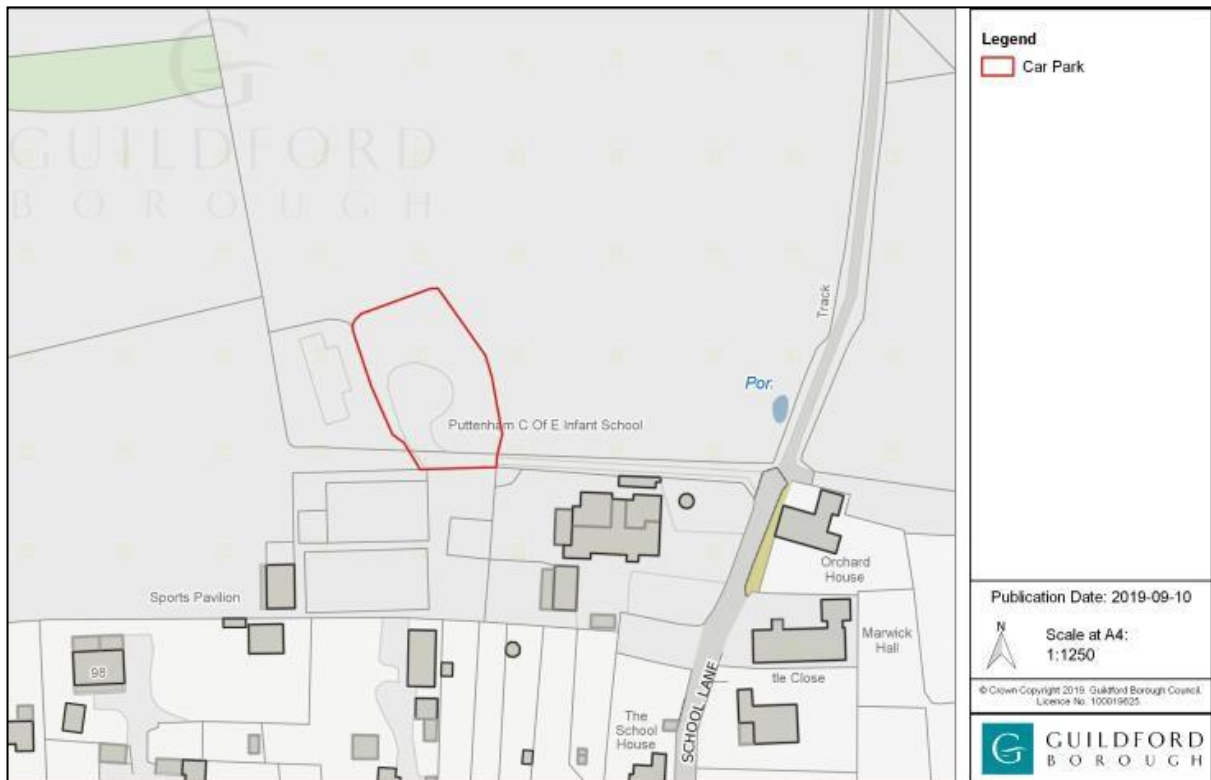 GUILDFORD
BOROUGH
Track
Por.
Puttenham C Of E Infant School
Orchard
House
Sports Pavilion
Marwick
Hall
98
tle Close
The
School
House
SCHOOL LANE
Legend
Car Park
Publication Date: 2019-09-10
N
Scale at A4:
1:1250
© Crown Copyright 2019. Guildford Borough Council.
Licence No. 100019625.
G GUILDFORD
BOROUGH